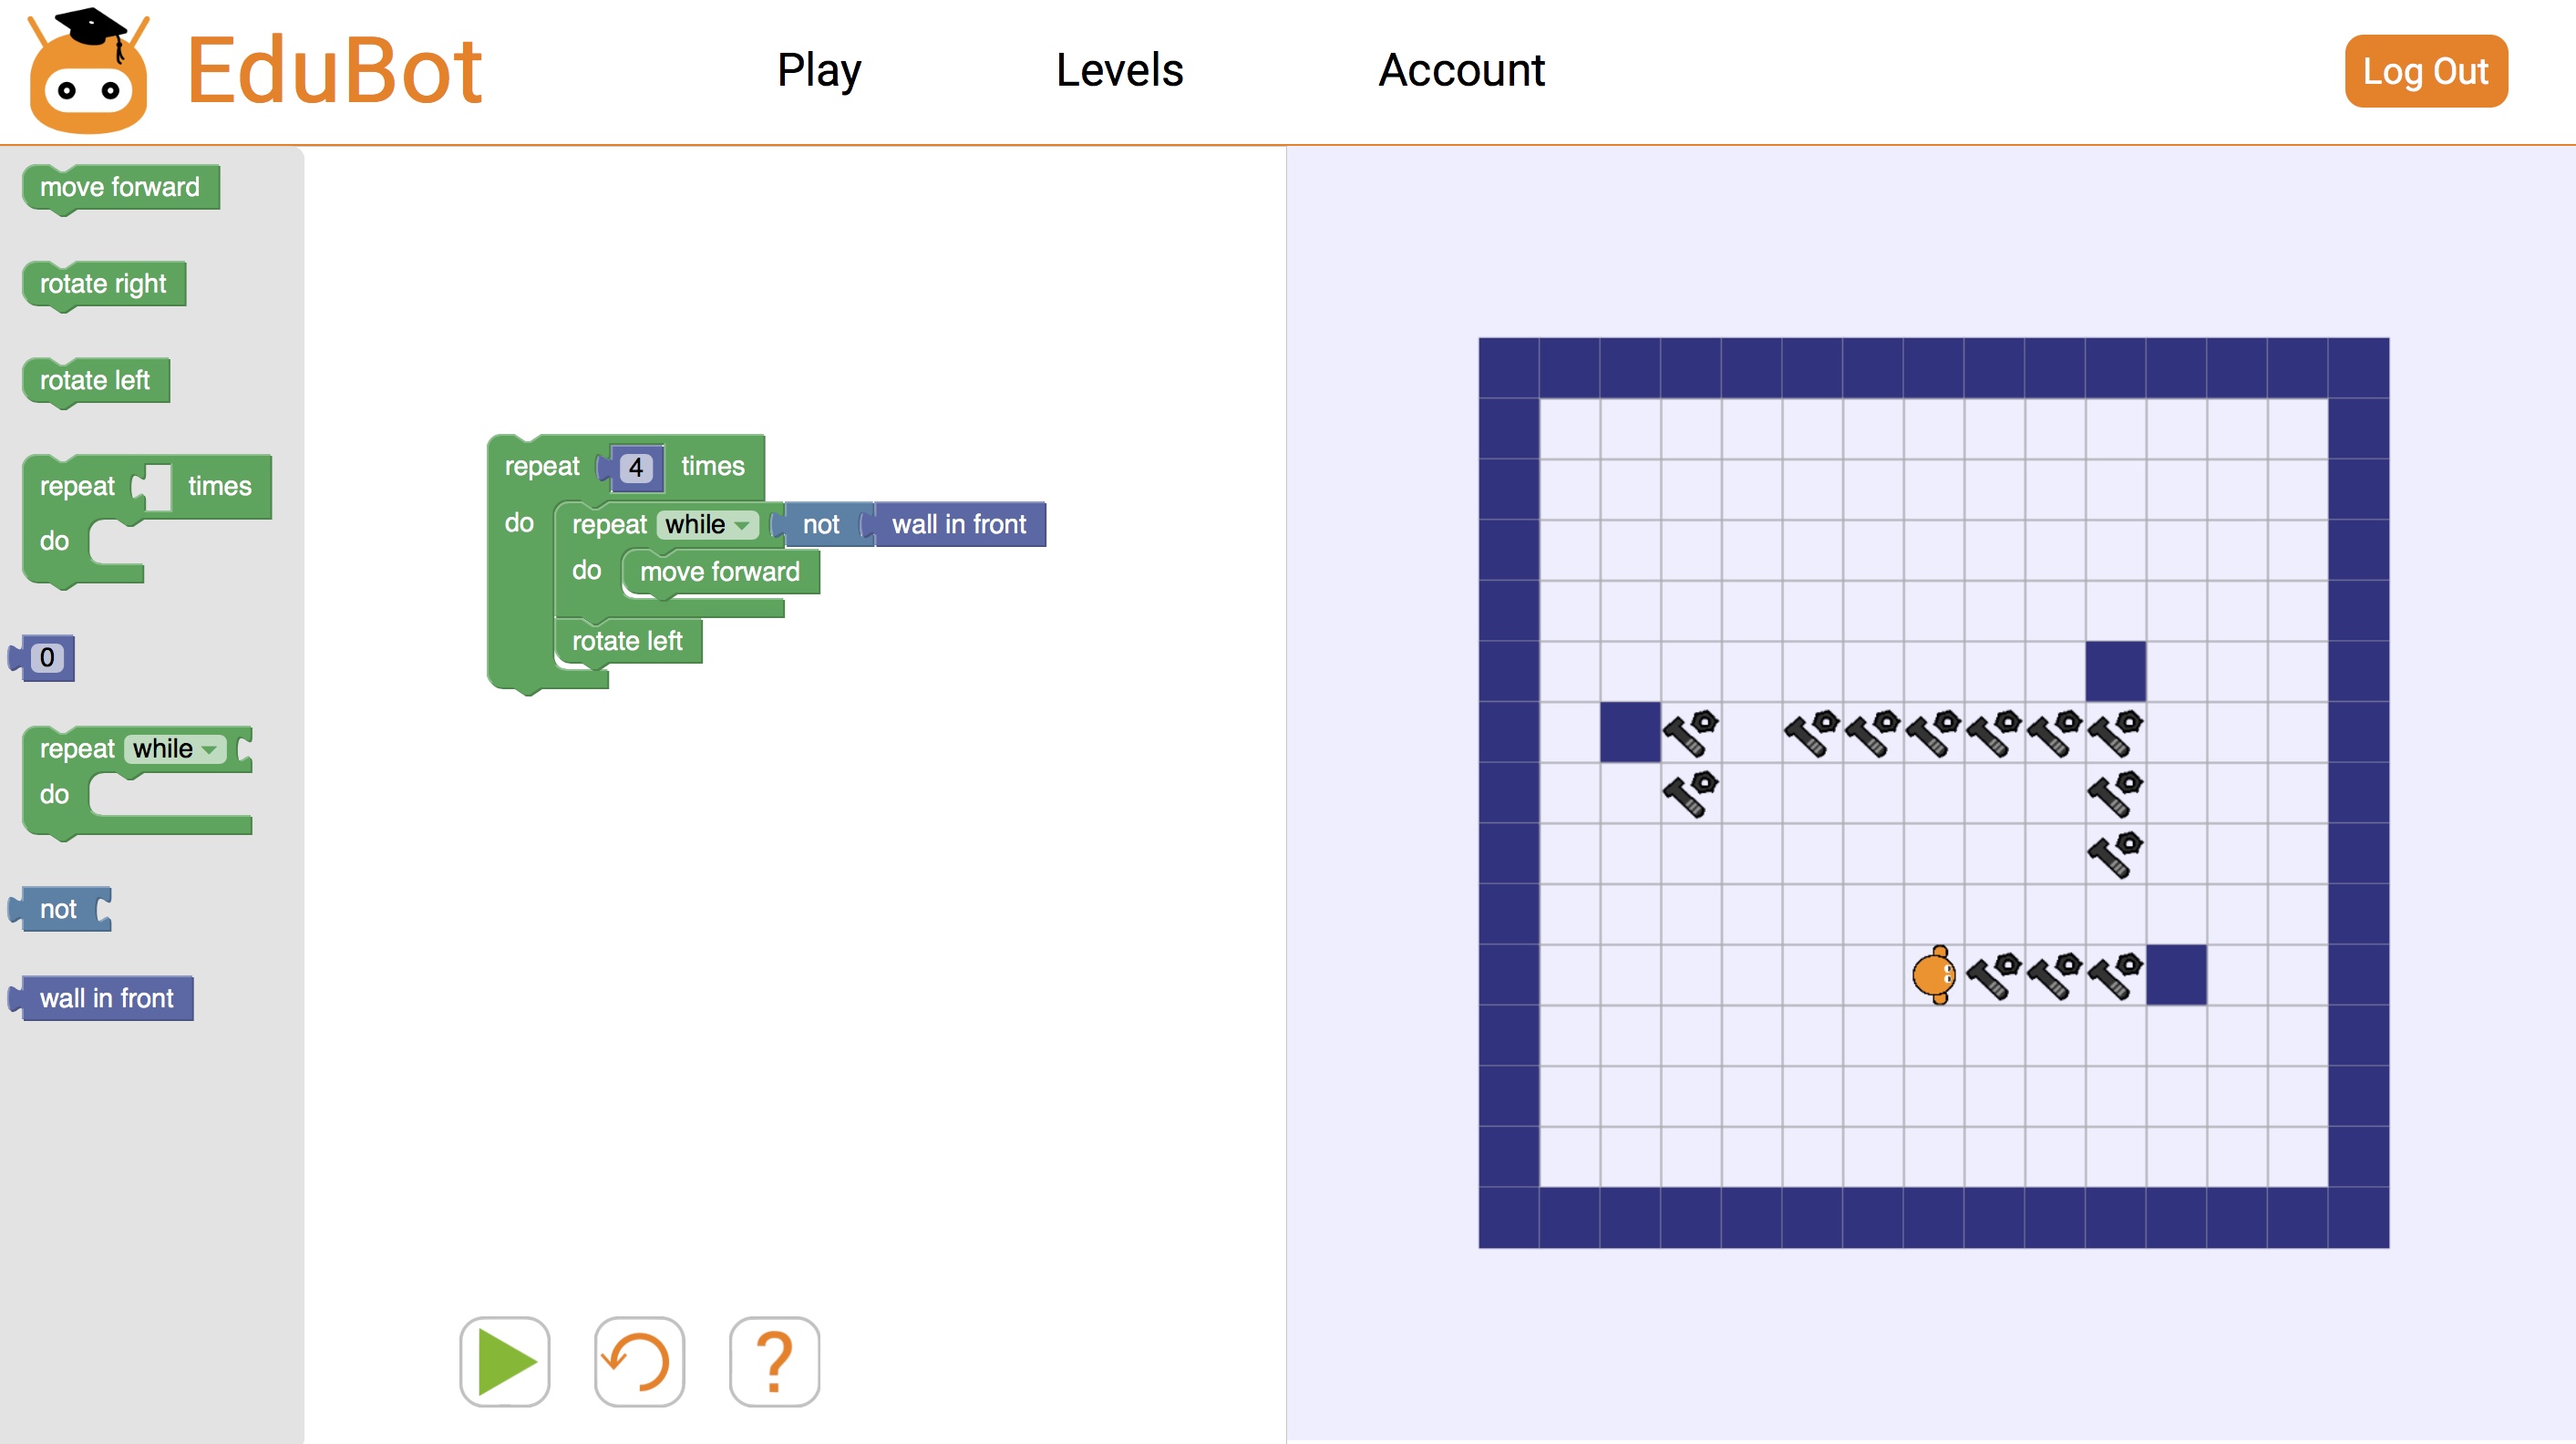 EduBot
Play
Levels
Account
Log Out
move forward
rotate right
rotate left
repeat times
do
0
repeat while
do
not
wall in front
repeat 4 times
do repeat while not wall in front
do move forward
rotate left
?